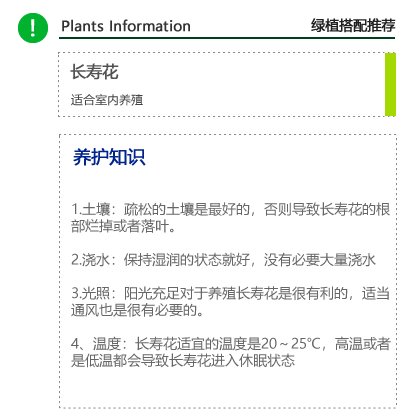 !
Plants Information
绿植搭配推荐
长寿花
适合室内养殖
养护知识
1.土壤：疏松的土壤是最好的，否则导致长寿花的根
部烂掉或者落叶。
2.浇水：保持湿润的状态就好，没有必要大量浇水
3.光照：阳光充足对于养殖长寿花是很有利的，适当
通风也是很有必要的。
4、温度：长寿花适宜的温度是20～25℃，高温或者
是低温都会导致长寿花进入休眠状态